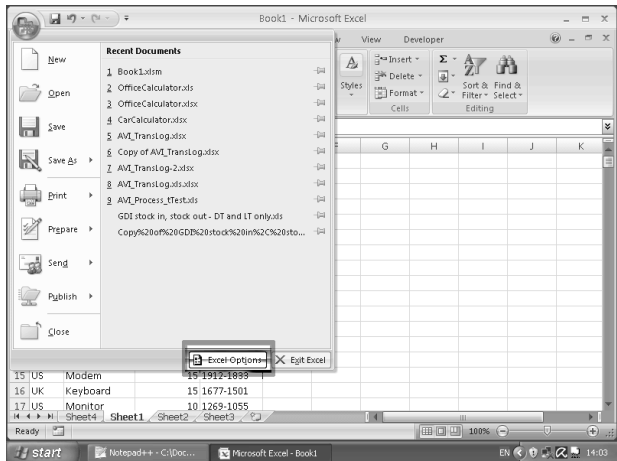 Book1 - Microsoft Excel
View Developer
Styles
Insert
Delete
Format
Cells
Σ
Sort & Filter
Find & Select
Editing
New
Open
Save
Save As
Print
Prepare
Send
Publish
Close
Recent Documents
1 Book1.xlsm
2 OfficeCalculator.xls
3 OfficeCalculator.xlsx
4 CarCalculator.xlsx
5 AVI_TransLog.xlsx
6 Copy of AVI_TransLog.xlsx
7 AVI_TransLog-2.xlsx
8 AVI_TransLog.xls.xlsx
9 AVI_Process_tTest.xls
GDI stock in, stock out - DT and LT only.xls
Copy%20of%20GDI%20stock%20in%2C%20sto...
Excel Options Exit Excel
G H I J K
15 US Modem 15 1912-1833
16 UK Keyboard 15 1677-1501
17 US Monitor 10 1269-1055
Sheet4 Sheet1 Sheet2 Sheet3
Ready 100%
start Notepad++ - C:\Doc... Microsoft Excel - Book1 EN 14:03